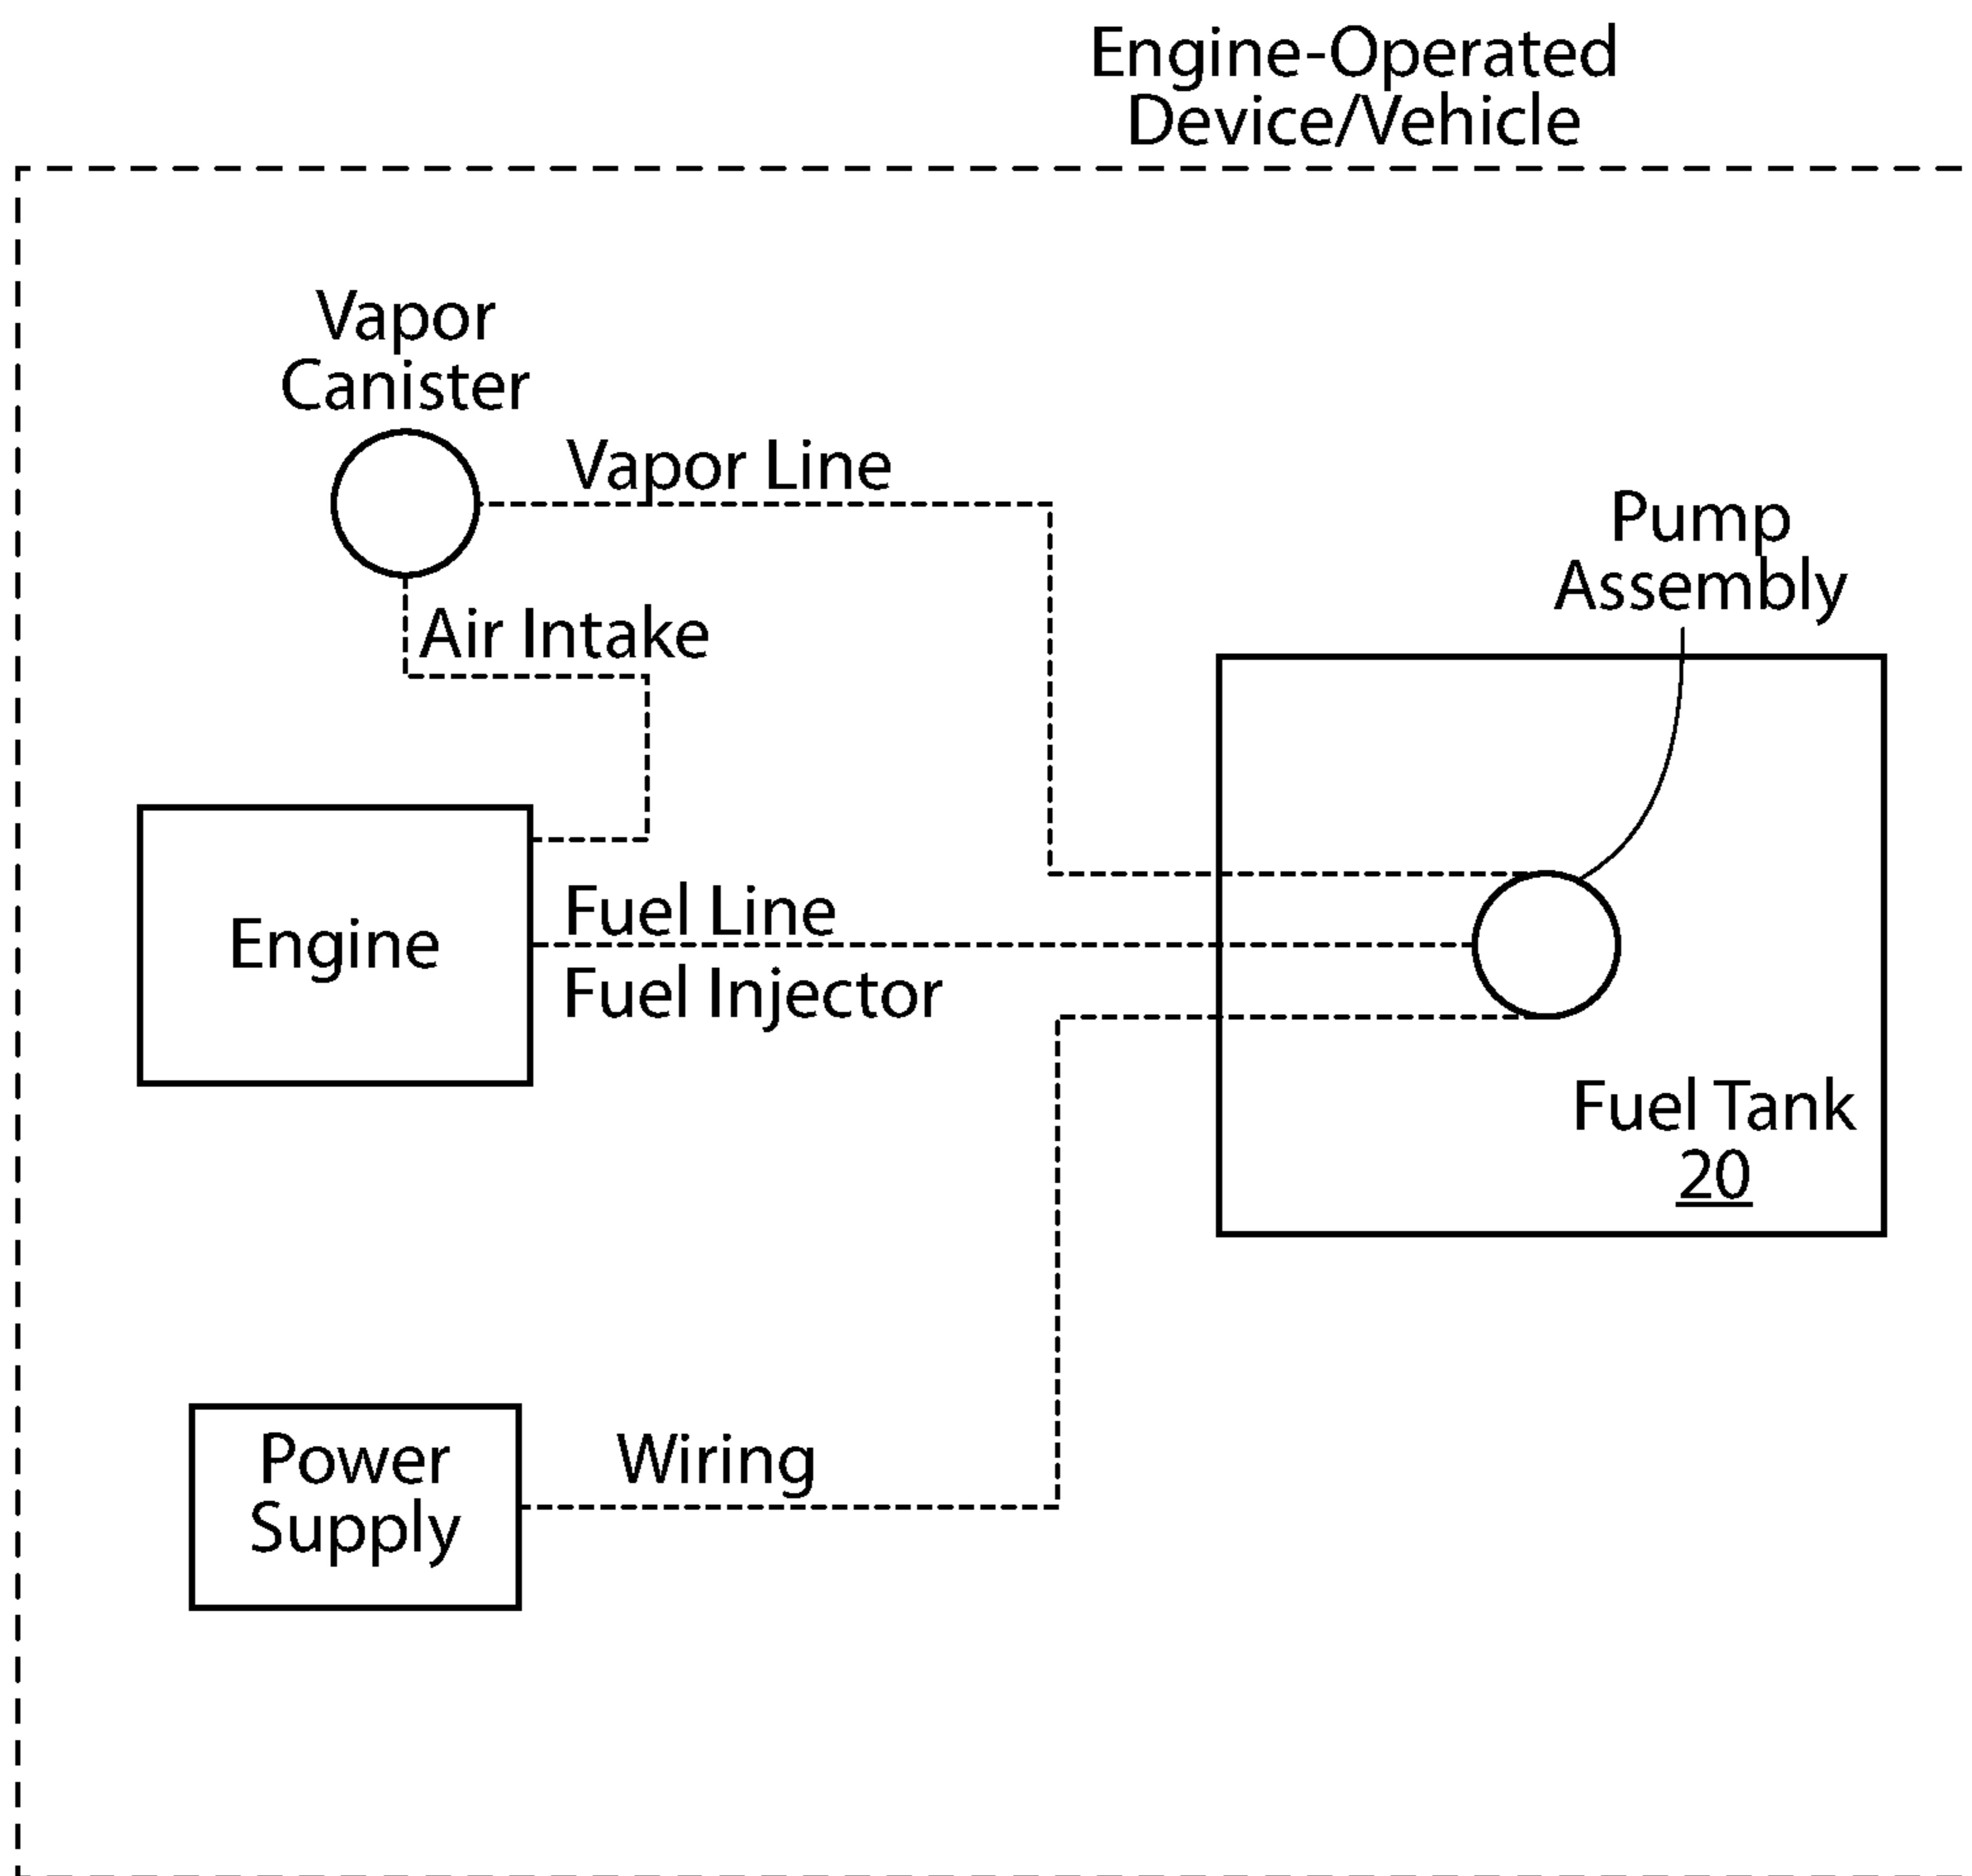 Engine-Operated
Device/Vehicle
Vapor
Canister
Vapor Line
Pump
Assembly
Air Intake
Fuel Line
Engine
Fuel Injector
Fuel Tank
20
Power
Supply
Wiring